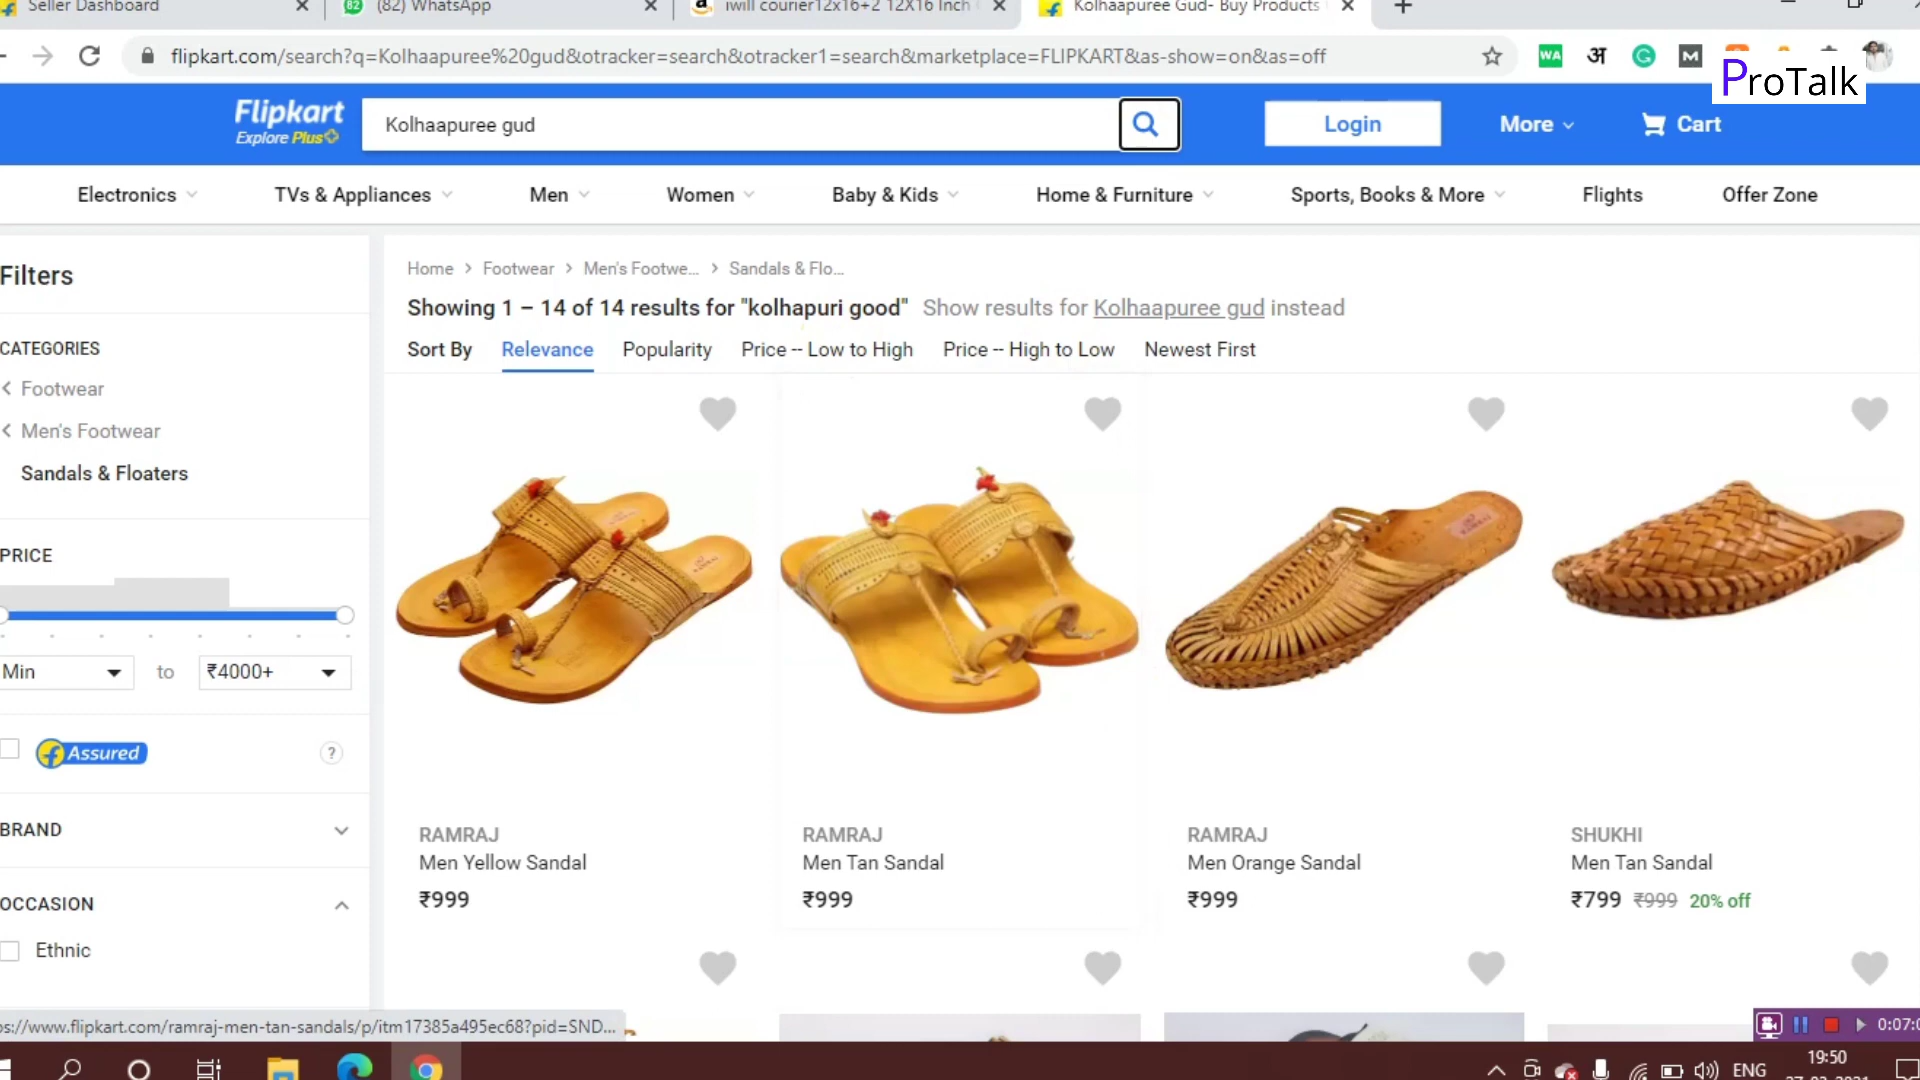 Seller Dashboard
(82) WhatsApp
iwill courier12x16+2 12X16 Inch
Kolhaapuree Gud- Buy Products
flipkart.com/search?q=Kolhaapuree%20gud&otracker=search&otracker1=search&marketplace=FLIPKART&as-show=on&as=off
WA
अ
G
M
ProTalk
Flipkart
Explore Plus
Kolhaapuree gud
Login
More
Cart
Electronics
TVs & Appliances
Men
Women
Baby & Kids
Home & Furniture
Sports, Books & More
Flights
Offer Zone
Filters
CATEGORIES
Footwear
Men's Footwear
Sandals & Floaters
PRICE
Min to ₹4000+
Assured
?
BRAND
OCCASION
Ethnic
Home > Footwear > Men's Footwe... > Sandals & Flo...
Showing 1 – 14 of 14 results for "kolhapuri good" Show results for Kolhaapuree gud instead
Sort By Relevance Popularity Price -- Low to High Price -- High to Low Newest First
RAMRAJ
Men Yellow Sandal
₹999
RAMRAJ
Men Tan Sandal
₹999
RAMRAJ
Men Orange Sandal
₹999
SHUKHI
Men Tan Sandal
₹799 ₹999 20% off
ps://www.flipkart.com/ramraj-men-tan-sandals/p/itm17385a495ec68?pid=SND...
0:07:0
ENG
19:50